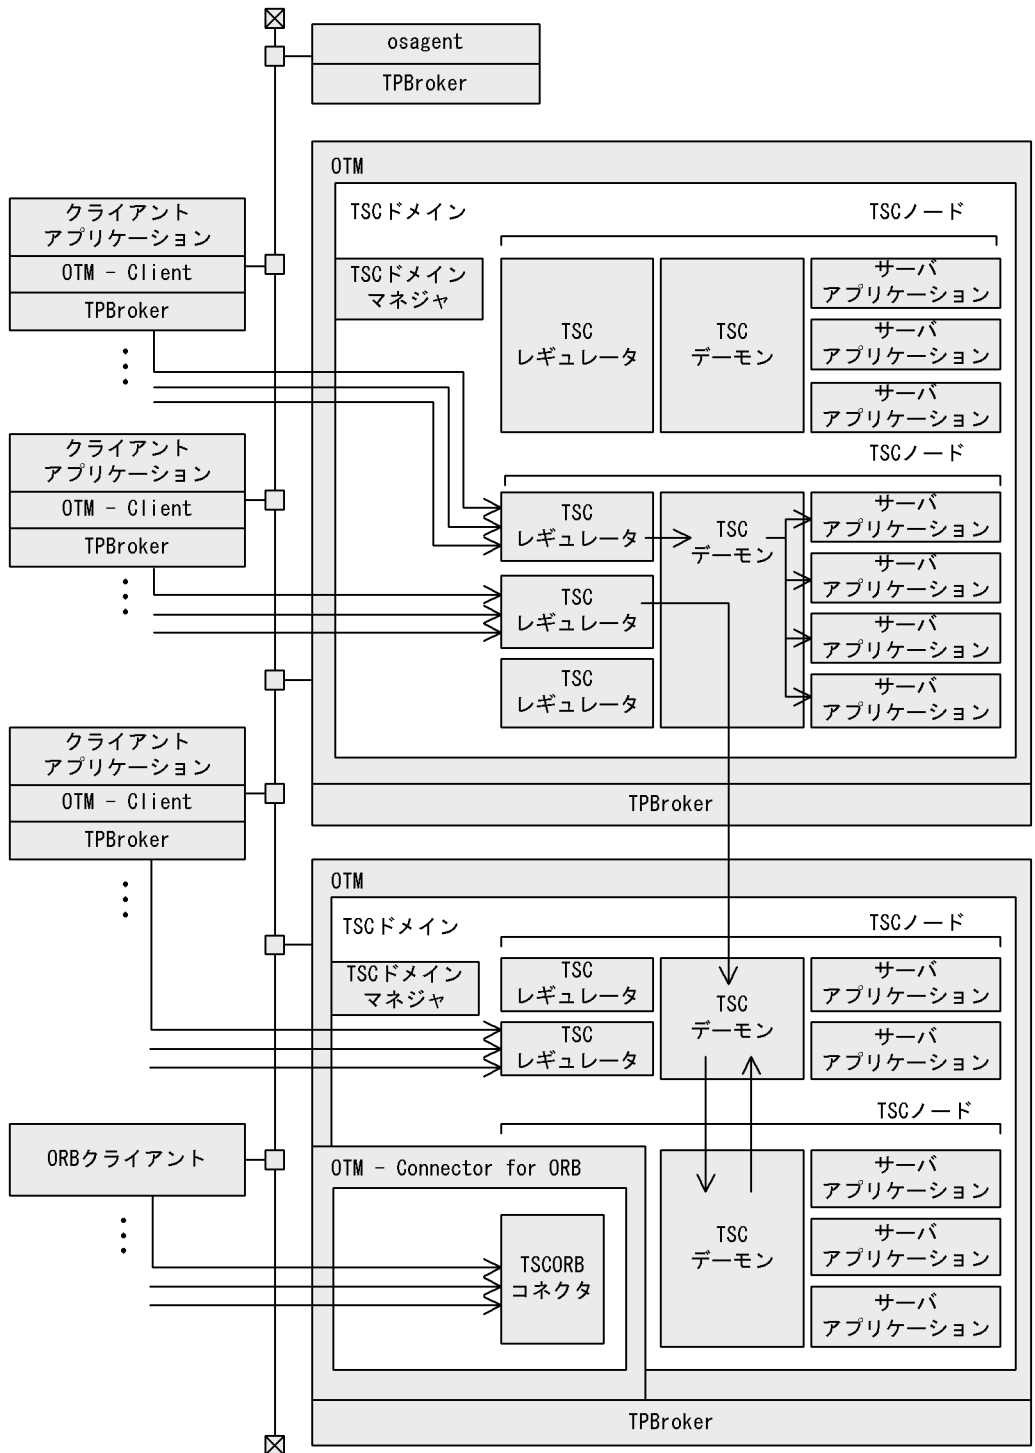 osagent
TPBroker
OTM
TSCドメイン
TSCノード
クライアント
アプリケーション
OTM - Client
TPBroker
TSCドメイン
マネジャ
TSC
レギュレータ
TSC
デーモン
サーバ
アプリケーション
サーバ
アプリケーション
サーバ
アプリケーション
クライアント
アプリケーション
OTM - Client
TPBroker
TSCノード
TSC
レギュレータ
TSC
レギュレータ
TSC
レギュレータ
TSC
デーモン
サーバ
アプリケーション
サーバ
アプリケーション
サーバ
アプリケーション
サーバ
アプリケーション
クライアント
アプリケーション
OTM - Client
TPBroker
TPBroker
OTM
TSCドメイン
TSCノード
TSCドメイン
マネジャ
TSC
レギュレータ
TSC
レギュレータ
TSC
デーモン
サーバ
アプリケーション
サーバ
アプリケーション
TSCノード
ORBクライアント
OTM - Connector for ORB
TSCORB
コネクタ
TSC
デーモン
サーバ
アプリケーション
サーバ
アプリケーション
サーバ
アプリケーション
TPBroker